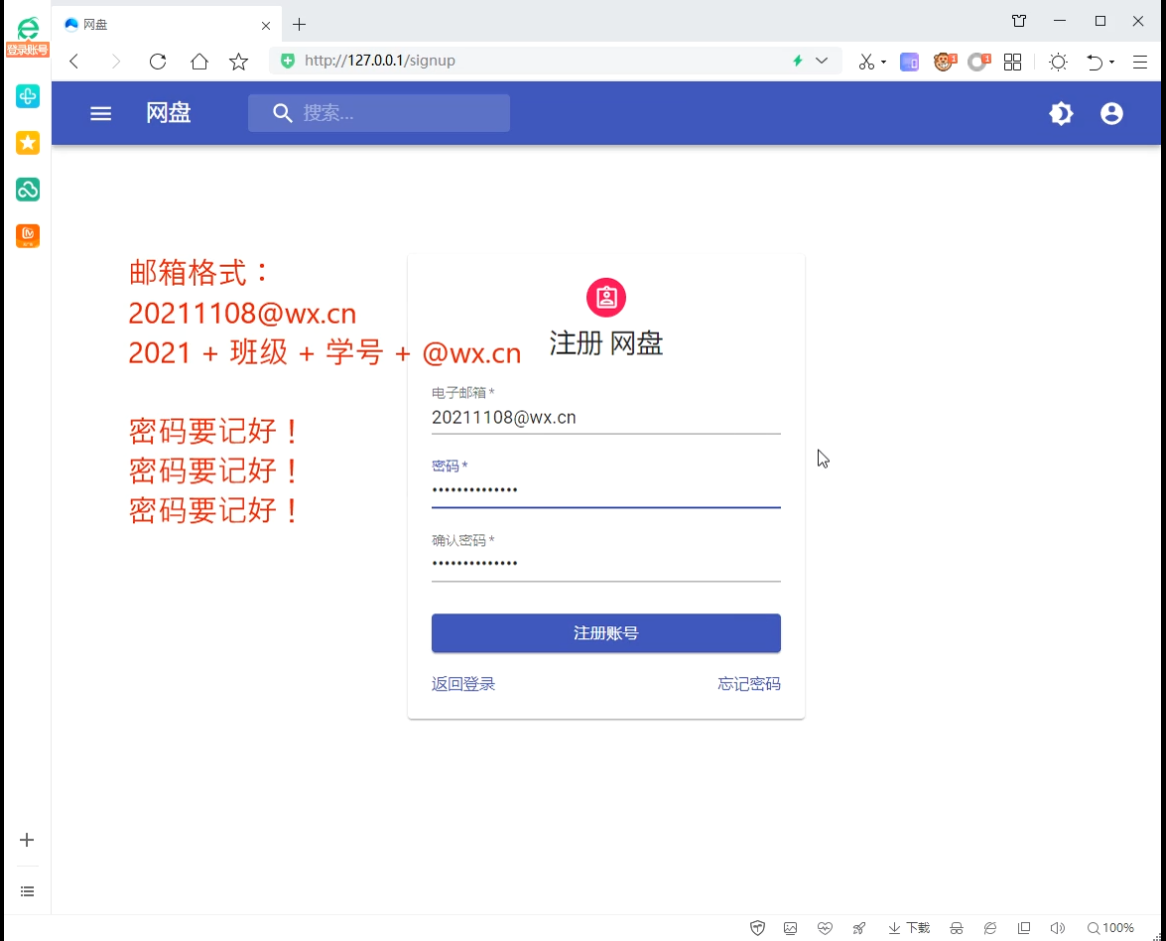 网盘
登录账号
http://127.0.0.1/signup
网盘
搜索...
邮箱格式：
20211108@wx.cn
2021 + 班级 + 学号 + @wx.cn
密码要记好！
密码要记好！
密码要记好！
注册 网盘
电子邮箱 *
20211108@wx.cn
密码 *
••••••••••••••
确认密码 *
••••••••••••••
注册账号
返回登录
忘记密码
下载
100%